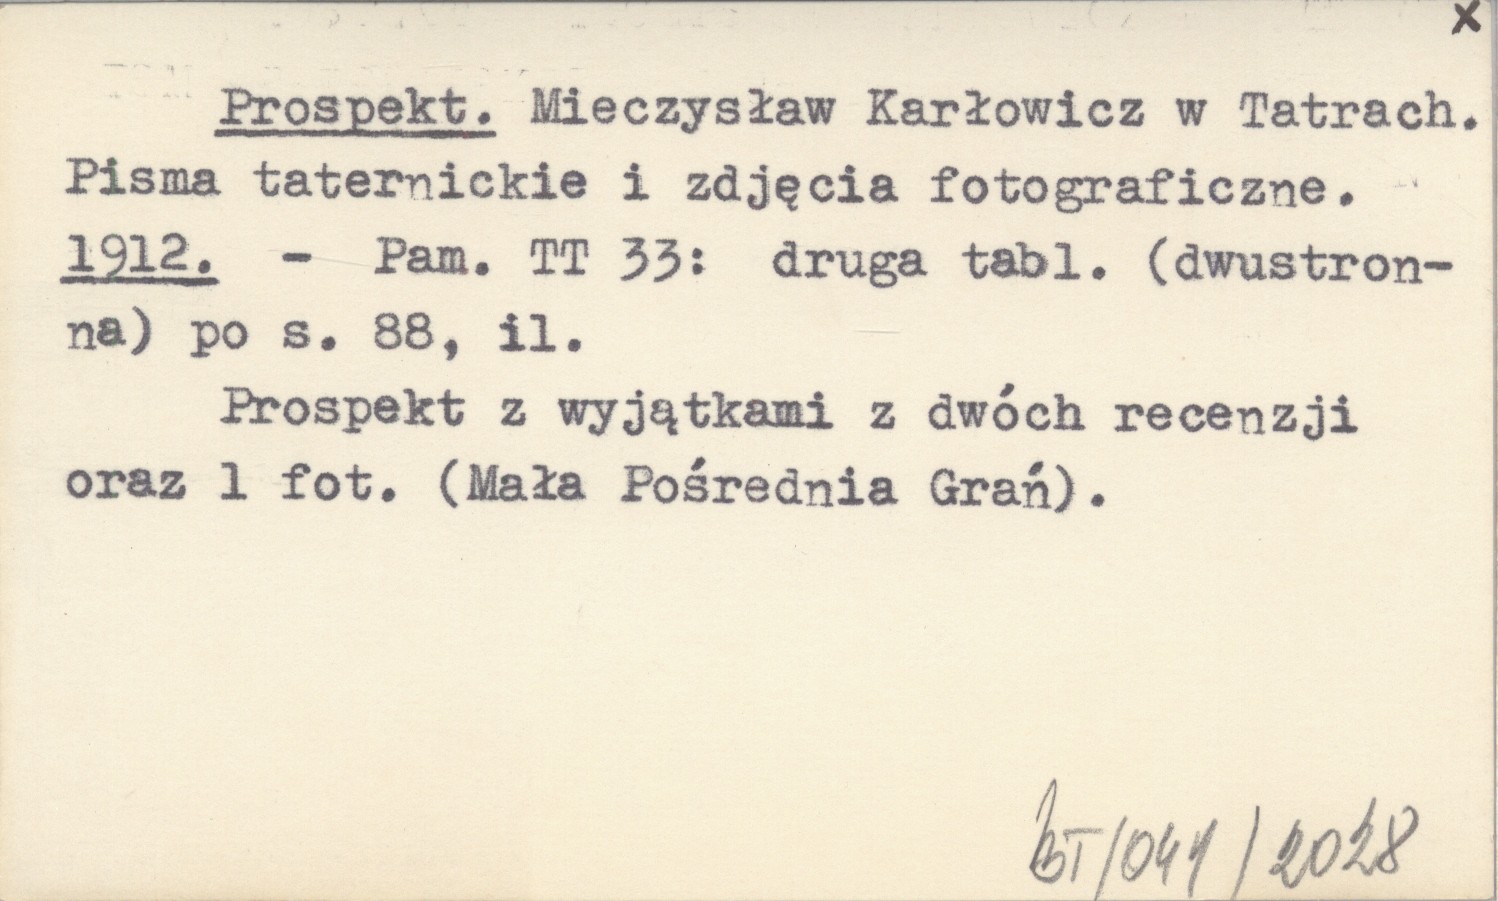 x
Prospekt. Mieczysław Karłowicz w Tatrach.
Pisma taternickie i zdjęcia fotograficzne.
1912. - Pam. TT 33: druga tabl. (dwustron-
na) po s. 88, il.
Prospekt z wyjątkami z dwóch recenzji
oraz 1 fot. (Mała Pośrednia Grań).
BT/041/2028